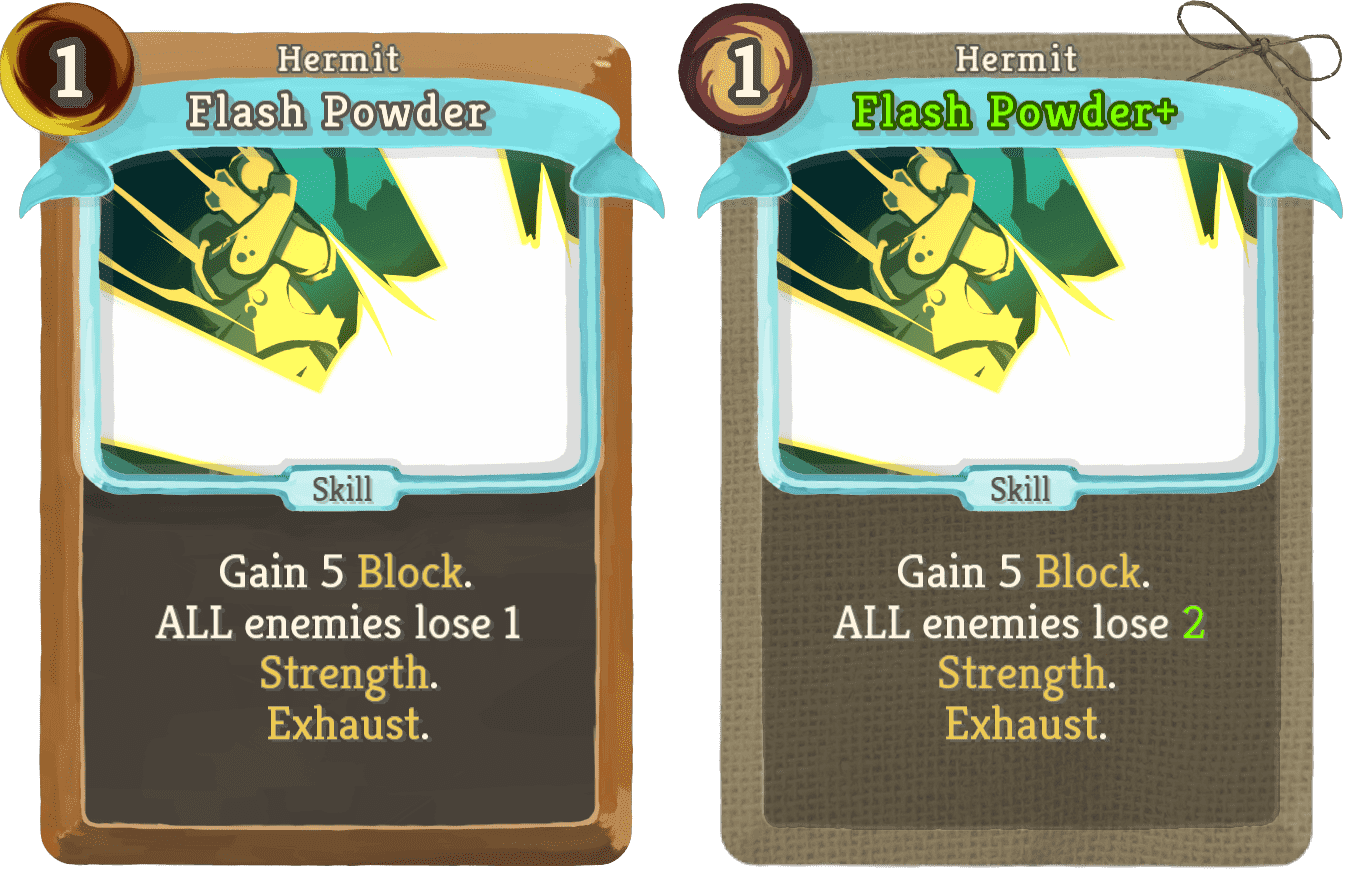 1
Hermit
Flash Powder
Skill
Gain 5 Block.
ALL enemies lose 1
Strength.
Exhaust.
1
Hermit
Flash Powder+
Skill
Gain 5 Block.
ALL enemies lose 2
Strength.
Exhaust.